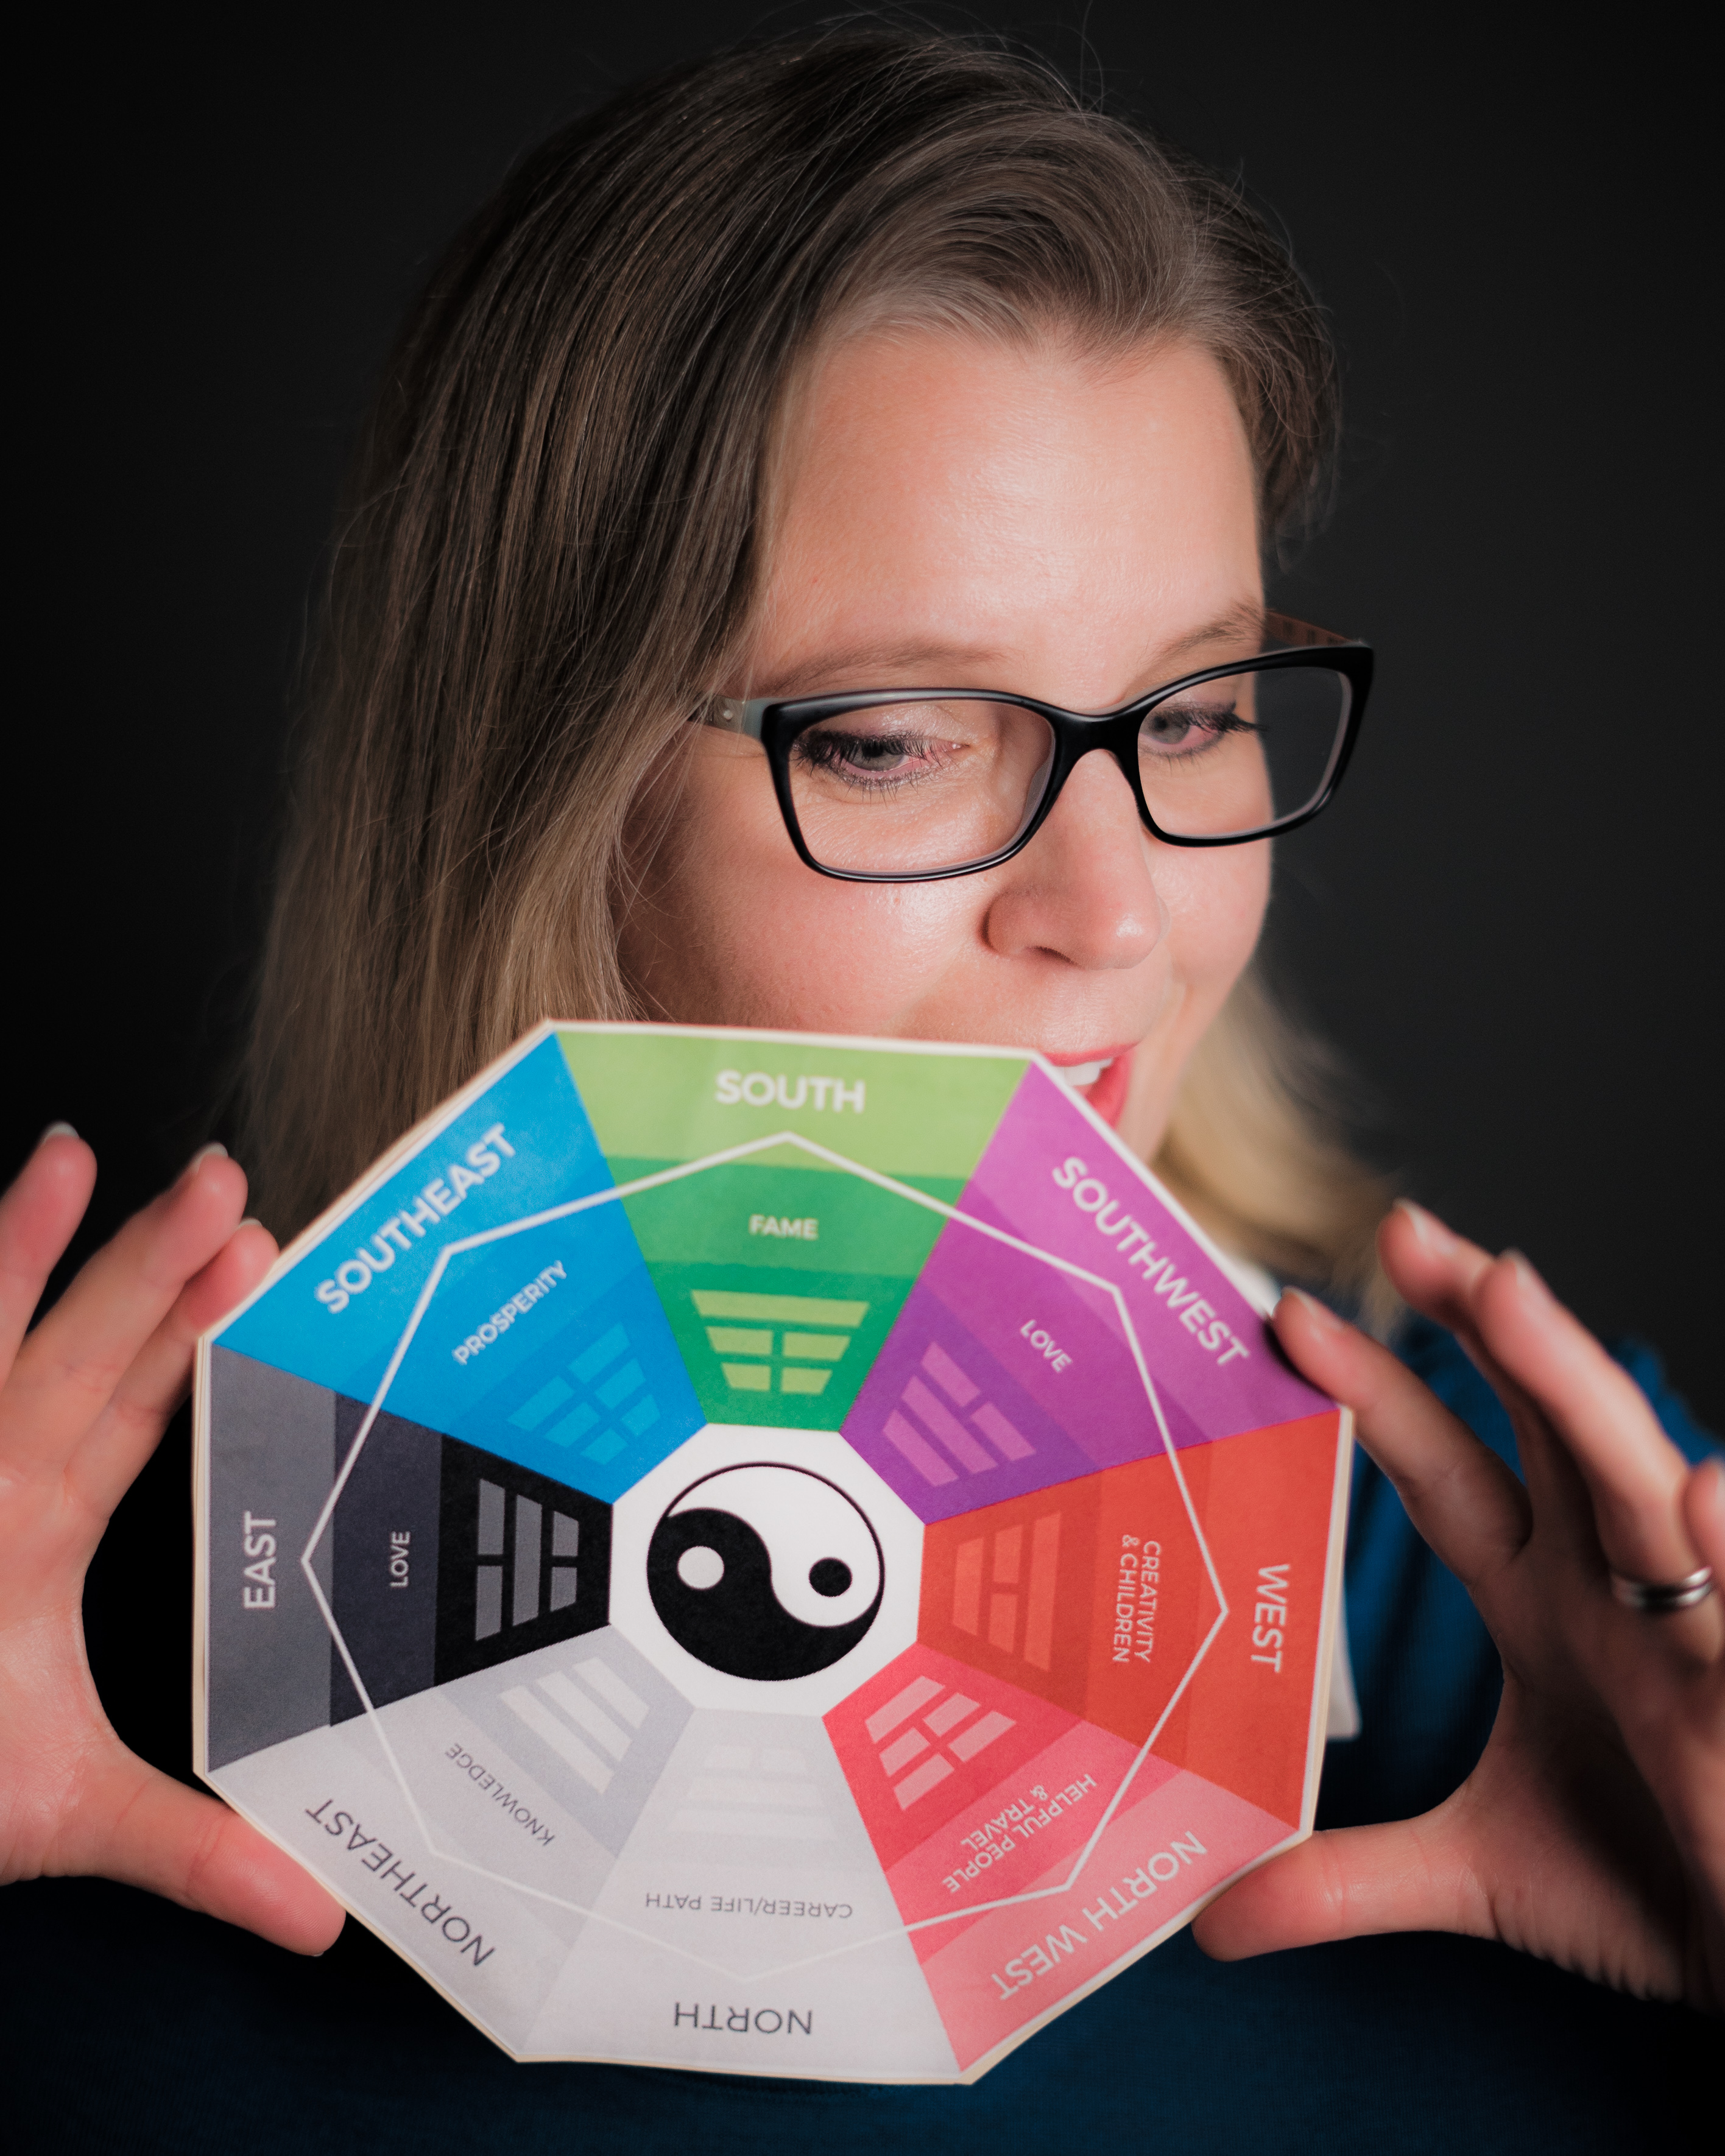 SOUTH
FAME
SOUTHWEST
LOVE
WEST
CREATIVITY
& CHILDREN
NORTH WEST
HELPFUL PEOPLE
& TRAVEL
NORTH
CAREER/LIFE PATH
NORTHEAST
KNOWLEDGE
EAST
LOVE
SOUTHEAST
PROSPERITY